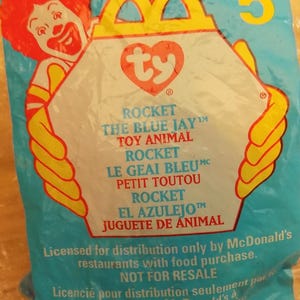 5
ty
ROCKET
THE BLUE JAY™
TOY ANIMAL
ROCKET
LE GEAI BLEU MC
PETIT TOUTOU
ROCKET
EL AZULEJO™
JUGUETE DE ANIMAL
Licensed for distribution only by McDonald's
restaurants with food purchase.
NOT FOR RESALE
Licencié pour distribution seulement par